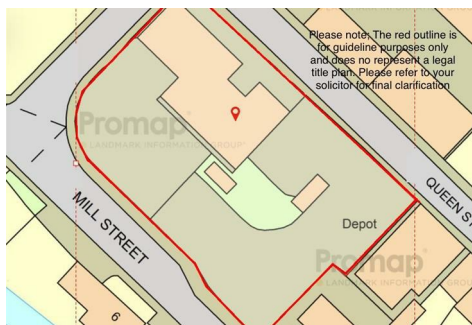 Please note; The red outline is
for guideline purposes only
and does no represent a legal
title plan. Please refer to your
solicitor for final clarification
Promap
LANDMARK INFORMATION GROUP
QUEEN ST
MILL STREET
Depot
Promap
LANDMARK INFORMATION GROUP
6